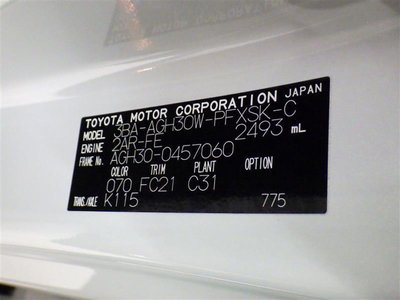 TOYOTA MOTOR CORPORATION JAPAN
MODEL 3BA-AGH30W-PFXSK-C
ENGINE 2AR-FE 2493 mL
FRAME No. AGH30-0457060
COLOR TRIM PLANT OPTION
070 FC21 C31
TRANS./AXLE K115 775